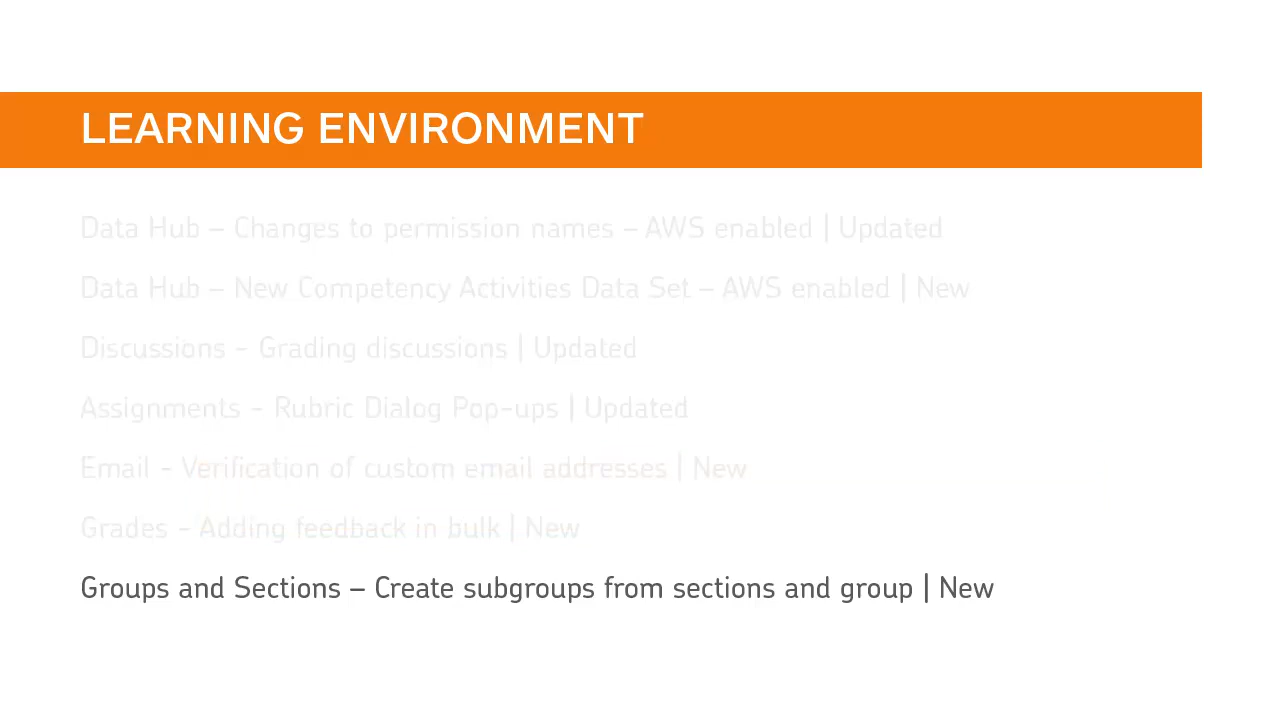 LEARNING ENVIRONMENT
Data Hub – Changes to permission names – AWS enabled | Updated
Data Hub – New Competency Activities Data Set – AWS enabled | New
Discussions - Grading discussions | Updated
Assignments - Rubric Dialog Pop-ups | Updated
Email - Verification of custom email addresses | New
Grades - Adding feedback in bulk | New
Groups and Sections – Create subgroups from sections and group | New